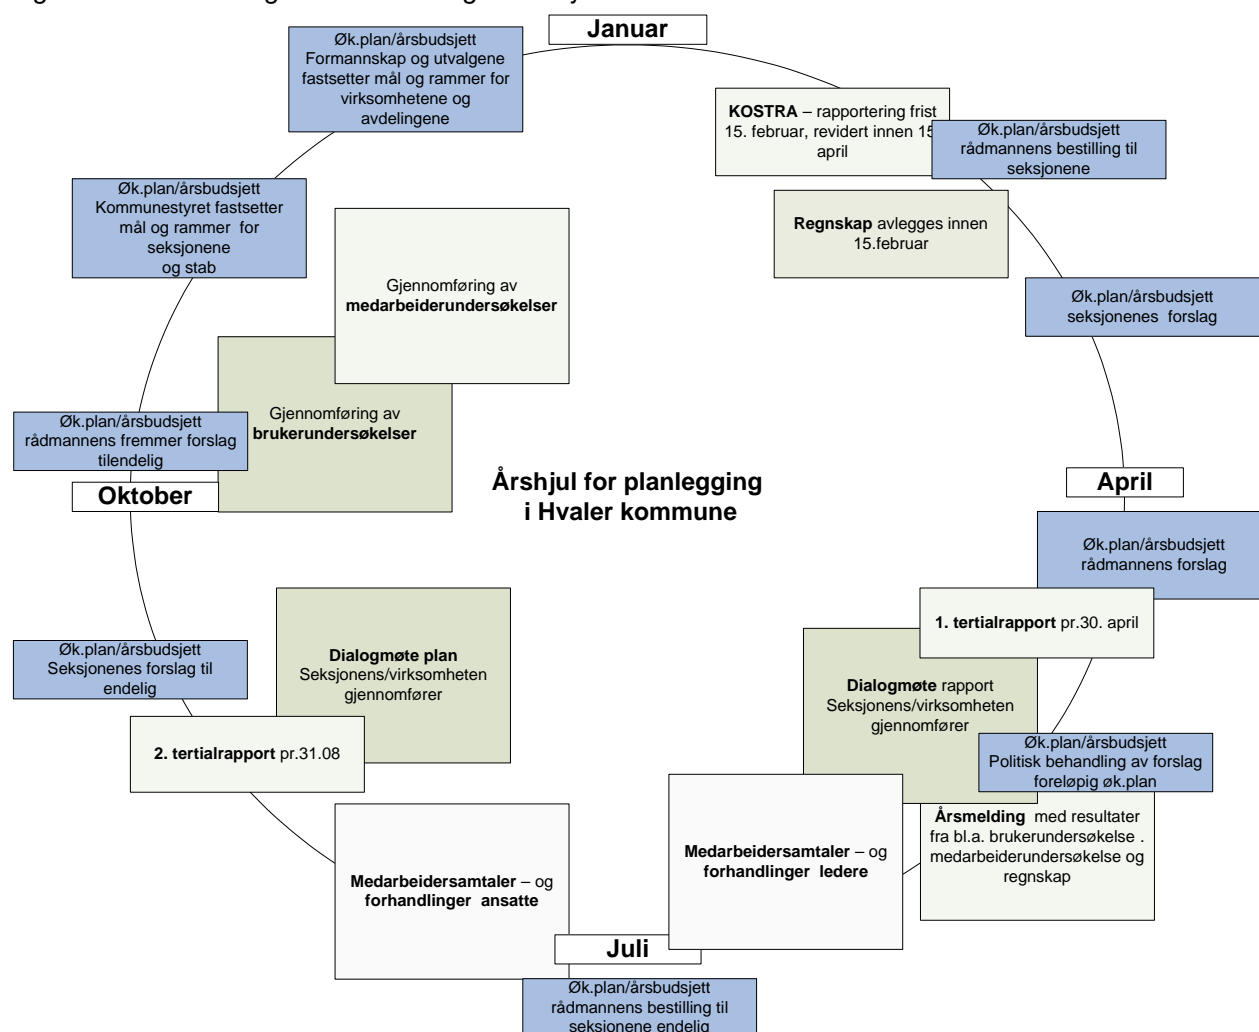 Januar
Øk.plan/årsbudsjett
Formannskap og utvalgene
fastsetter mål og rammer for
virksomhetene og
avdelingene
KOSTRA – rapportering frist
15. februar, revidert innen 15.
april
Øk.plan/årsbudsjett
rådmannens bestilling til
seksjonene
Øk.plan/årsbudsjett
Kommunestyret fastsetter
mål og rammer for
seksjonene
og stab
Regnskap avlegges innen
15.februar
Gjennomføring av
medarbeiderundersøkelser
Øk.plan/årsbudsjett
seksjonenes forslag
Gjennomføring av
brukerundersøkelser
Øk.plan/årsbudsjett
rådmannens fremmer forslag
tilendelig
Oktober
Årshjul for planlegging
i Hvaler kommune
April
Øk.plan/årsbudsjett
rådmannens forslag
1. tertialrapport pr.30. april
Øk.plan/årsbudsjett
Seksjonenes forslag til
endelig
Dialogmøte plan
Seksjonens/virksomheten
gjennomfører
Dialogmøte rapport
Seksjonens/virksomheten
gjennomfører
2. tertialrapport pr.31.08
Øk.plan/årsbudsjett
Politisk behandling av forslag
foreløpig øk.plan
Årsmelding med resultater
fra bl.a. brukerundersøkelse .
medarbeiderundersøkelse og
regnskap
Medarbeidersamtaler – og
forhandlinger ledere
Medarbeidersamtaler – og
forhandlinger ansatte
Juli
Øk.plan/årsbudsjett
rådmannens bestilling til
seksjonene endelig